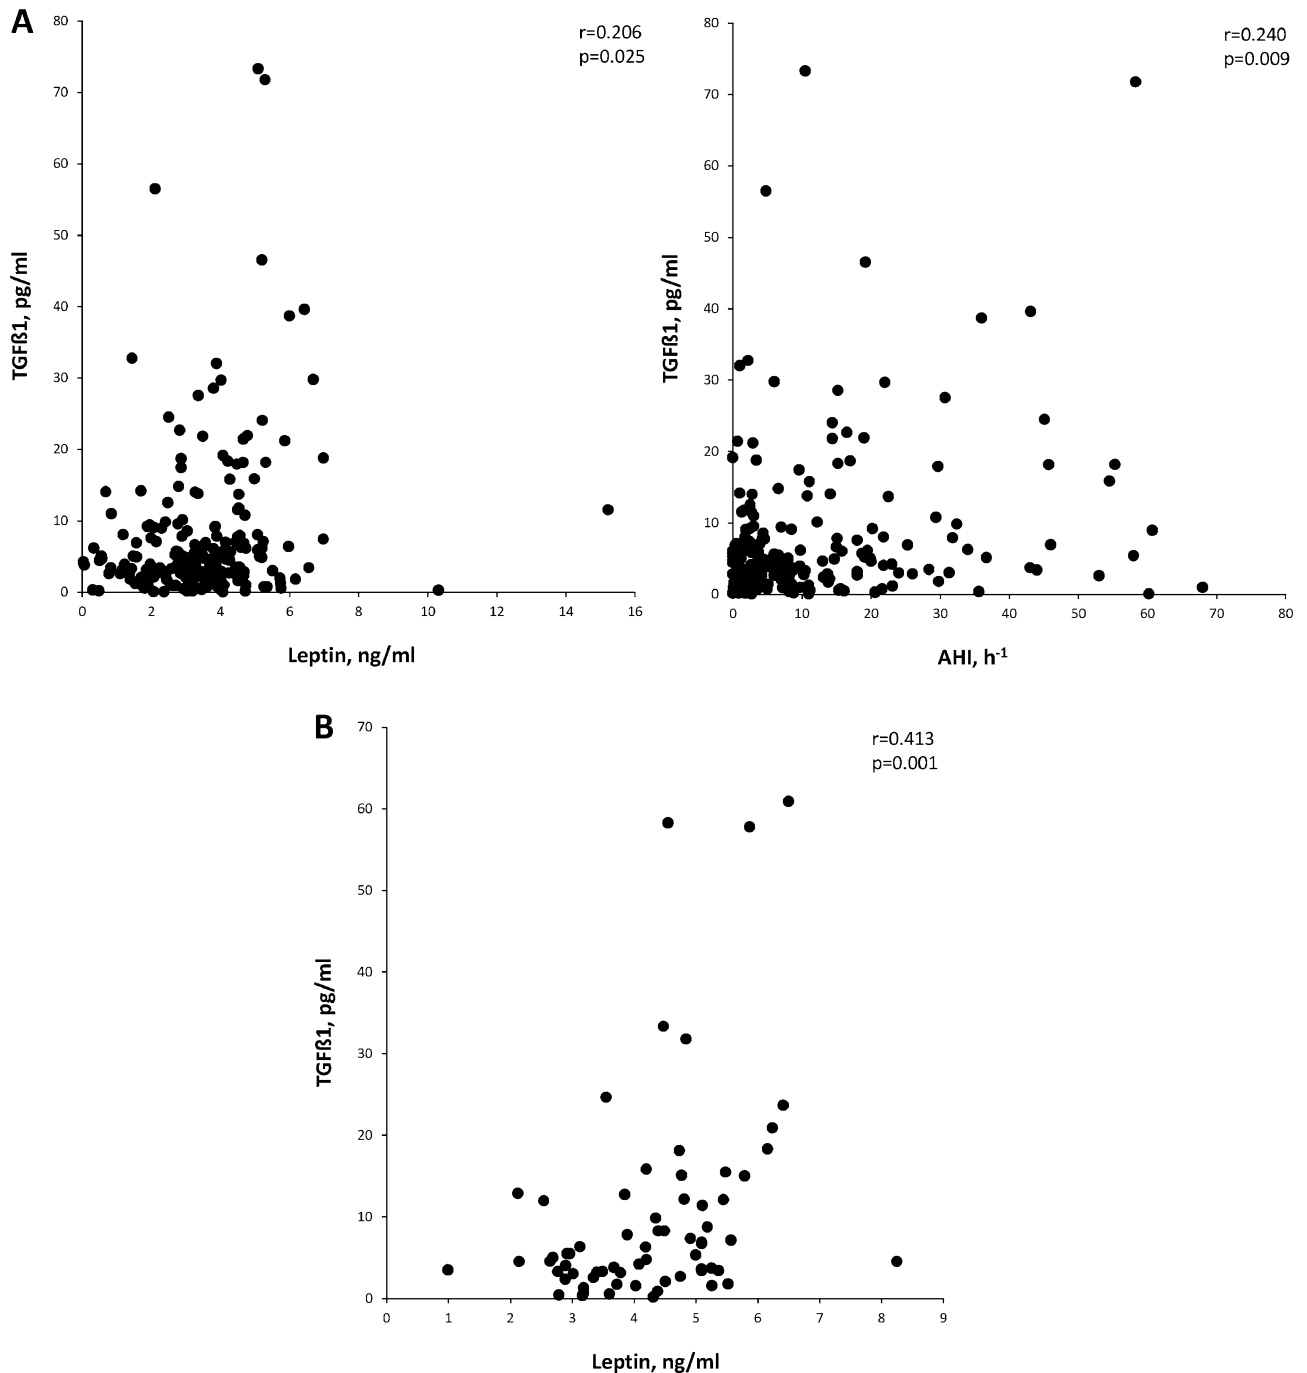 A
r=0.206
p=0.025
80
70
60
50
40
30
20
10
0
TGFß1, pg/ml
0 2 4 6 8 10 12 14 16
Leptin, ng/ml
r=0.240
p=0.009
80
70
60
50
40
30
20
10
0
TGFß1, pg/ml
0 10 20 30 40 50 60 70 80
AHI, h-1
B
r=0.413
p=0.001
70
60
50
40
30
20
10
0
TGFß1, pg/ml
0 1 2 3 4 5 6 7 8 9
Leptin, ng/ml